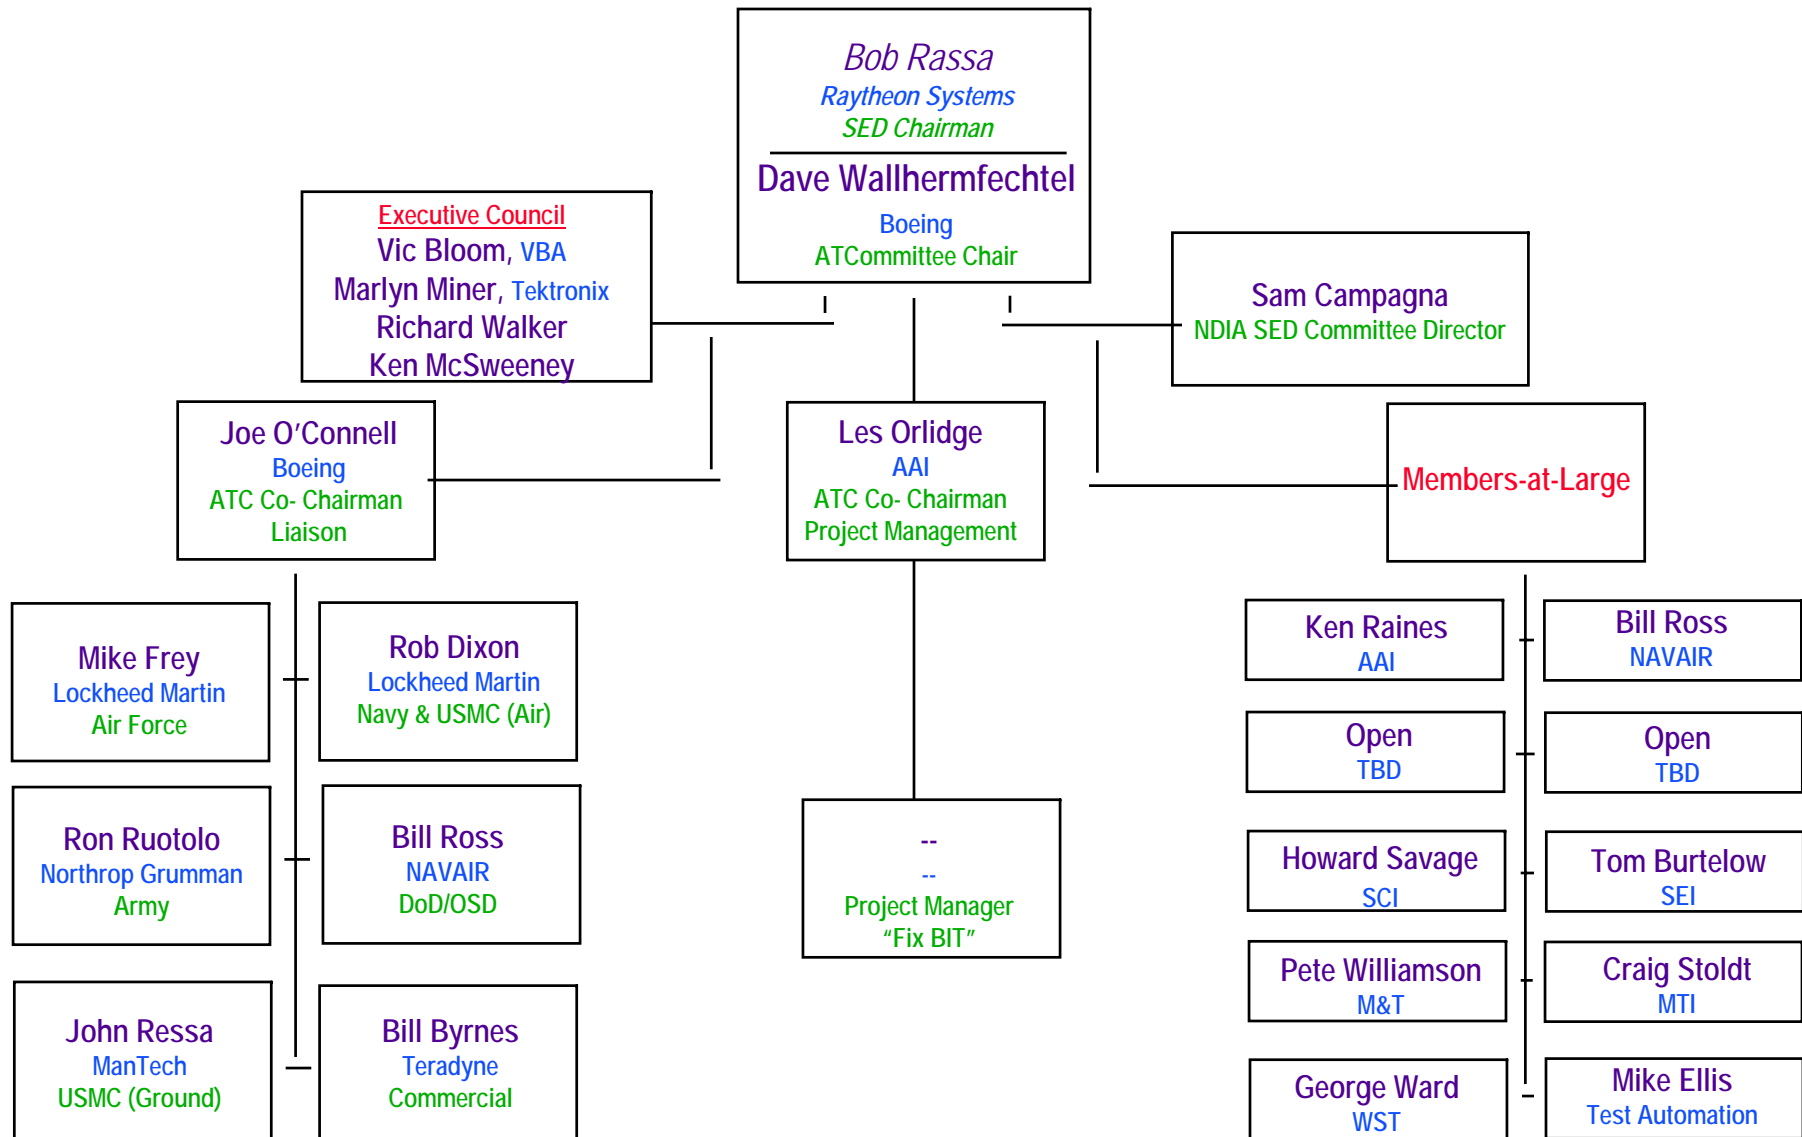 Bob Rassa
Raytheon Systems
SED Chairman
Dave Wallhermfechtel
Boeing
ATCommittee Chair
Executive Council
Vic Bloom, VBA
Marlyn Miner, Tektronix
Richard Walker
Ken McSweeney
Sam Campagna
NDIA SED Committee Director
Joe O'Connell
Boeing
ATC Co- Chairman
Liaison
Les Orlidge
AAI
ATC Co- Chairman
Project Management
Members-at-Large
Mike Frey
Lockheed Martin
Air Force
Rob Dixon
Lockheed Martin
Navy & USMC (Air)
Ron Ruotolo
Northrop Grumman
Army
Bill Ross
NAVAIR
DoD/OSD
John Ressa
ManTech
USMC (Ground)
Bill Byrnes
Teradyne
Commercial
--
--
Project Manager
“Fix BIT”
Ken Raines
AAI
Bill Ross
NAVAIR
Open
TBD
Open
TBD
Howard Savage
SCI
Tom Burtelow
SEI
Pete Williamson
M&T
Craig Stoldt
MTI
George Ward
WST
Mike Ellis
Test Automation